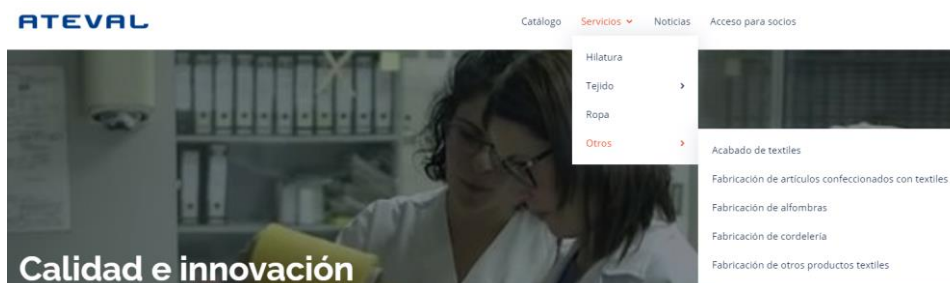 ATEVAL
Catálogo Servicios Noticias Acceso para socios
Hilatura
Tejido
Ropa
Otros
Acabado de textiles
Fabricación de artículos confeccionados con textiles
Fabricación de alfombras
Fabricación de cordelería
Fabricación de otros productos textiles
Calidad e innovación